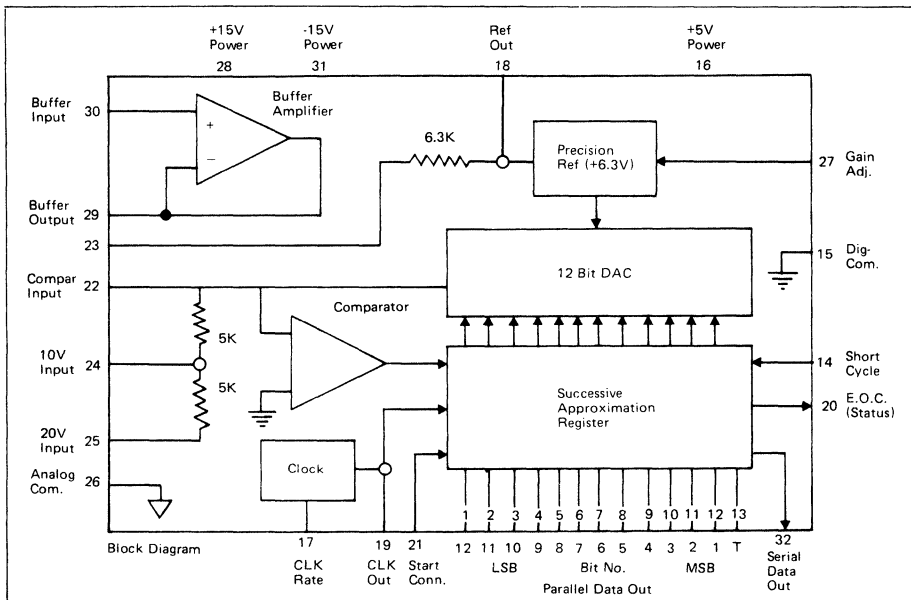 +15V
Power
28
-15V
Power
31
Ref
Out
18
+5V
Power
16
Buffer
Input
30
Buffer
Amplifier
+
−
6.3K
Precision
Ref (+6.3V)
27
Gain
Adj.
Buffer
Output
29
23
15
Dig-
Com.
12 Bit DAC
Compar
Input
22
Comparator
5K
10V
Input
24
5K
14
Short
Cycle
Successive
Approximation
Register
20
E.O.C.
(Status)
20V
Input
25
Analog
Com.
26
Clock
1 2 3 4 5 6 7 8 9 10 11 12 13
Block Diagram
17
CLK
Rate
19
CLK
Out
21
Start
Conn.
12 11 10 9 8 7 6 5 4 3 2 1 T
LSB
Bit No.
MSB
Parallel Data Out
32
Serial
Data
Out